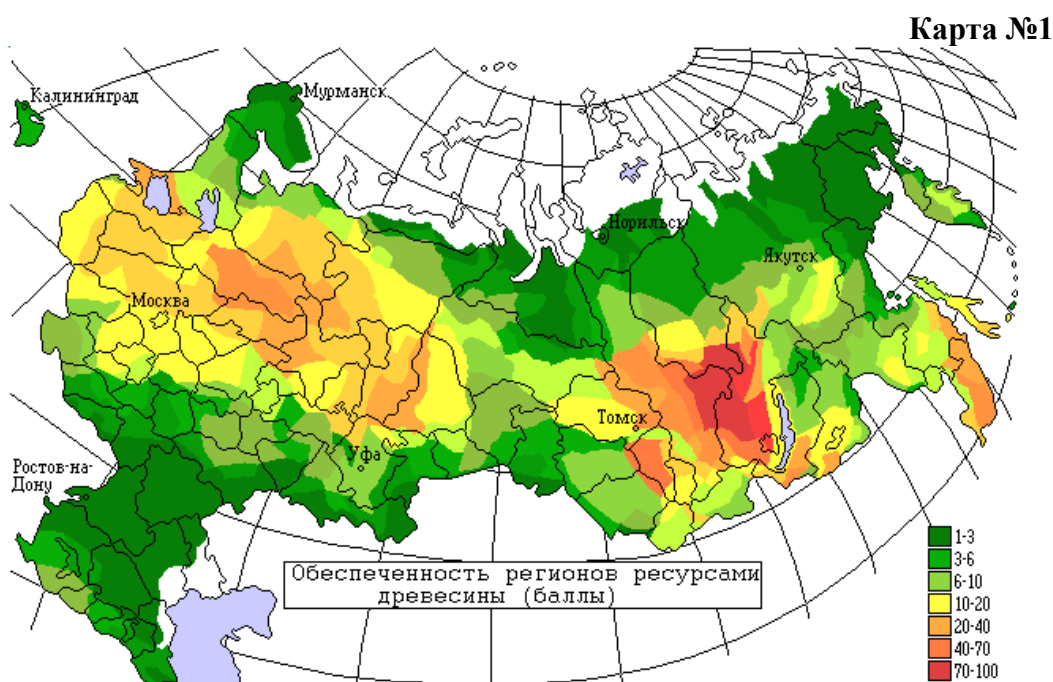 Карта №1
Калининград
Мурманск
Норильск
Якутск
Москва
Томск
Уфа
Ростов-на-
Дону
Обеспеченность регионов ресурсами
древесины (баллы)
1-3
3-6
6-10
10-20
20-40
40-70
70-100